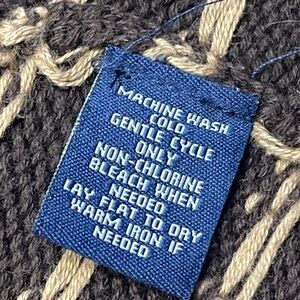 MACHINE WASH
COLD
GENTLE CYCLE
ONLY
NON-CHLORINE
BLEACH WHEN
NEEDED
LAY FLAT TO DRY
WARM IRON IF
NEEDED